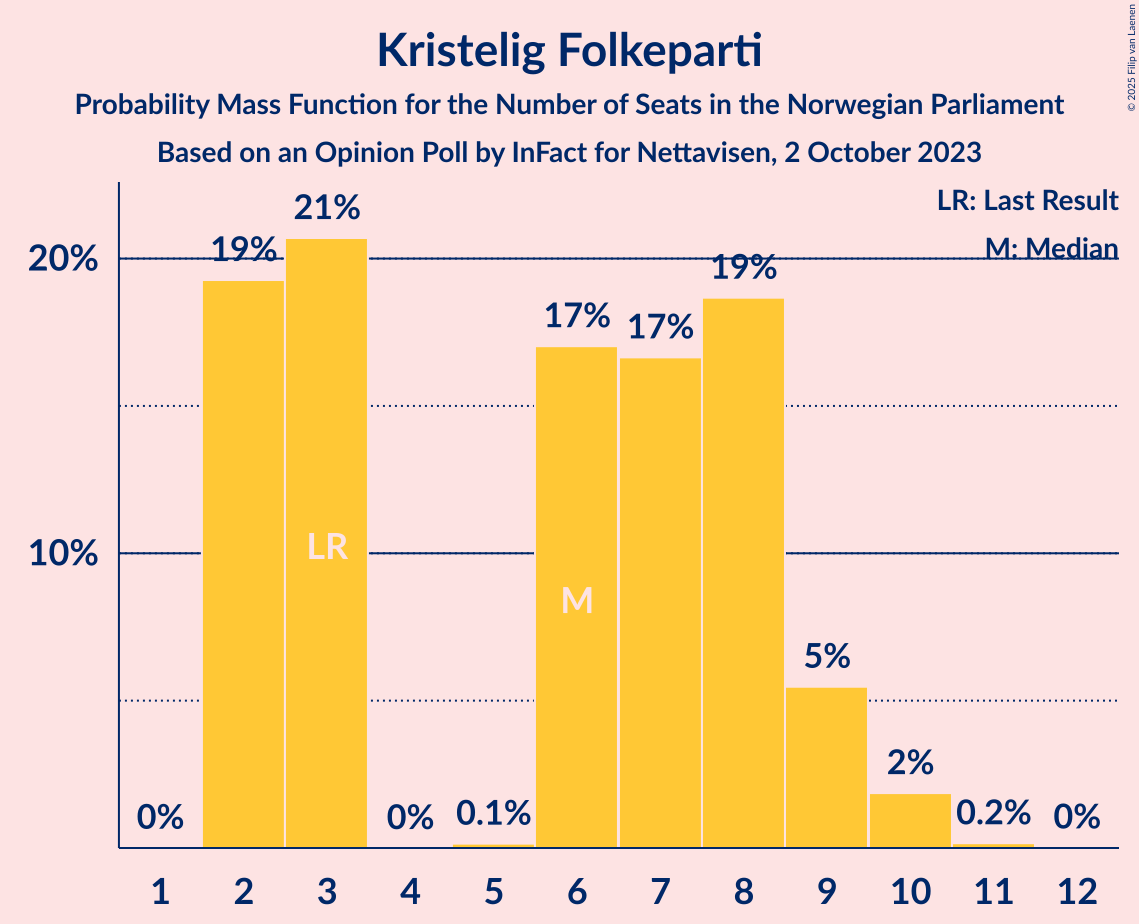 Kristelig Folkeparti
Probability Mass Function for the Number of Seats in the Norwegian Parliament
Based on an Opinion Poll by InFact for Nettavisen, 2 October 2023
© 2025 Filip van Laenen
LR: Last Result
M: Median
20%
10%
0%
19%
21%
0%
0.1%
17%
17%
19%
5%
2%
0.2%
0%
LR
M
1 2 3 4 5 6 7 8 9 10 11 12